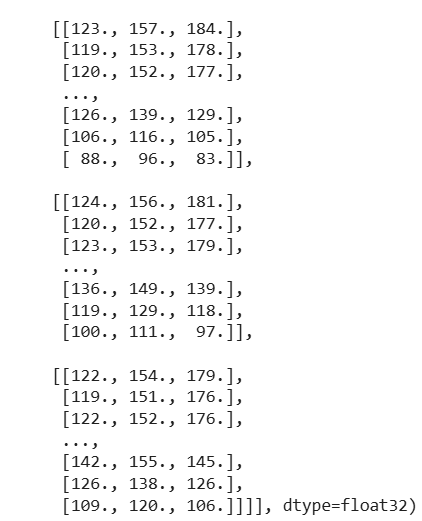 [[123., 157., 184.],
[119., 153., 178.],
[120., 152., 177.],
...,
[126., 139., 129.],
[106., 116., 105.],
[ 88.,  96.,  83.]],
[[124., 156., 181.],
[120., 152., 177.],
[123., 153., 179.],
...,
[136., 149., 139.],
[119., 129., 118.],
[100., 111.,  97.]],
[[122., 154., 179.],
[119., 151., 176.],
[122., 152., 176.],
...,
[142., 155., 145.],
[126., 138., 126.],
[109., 120., 106.]]]], dtype=float32)